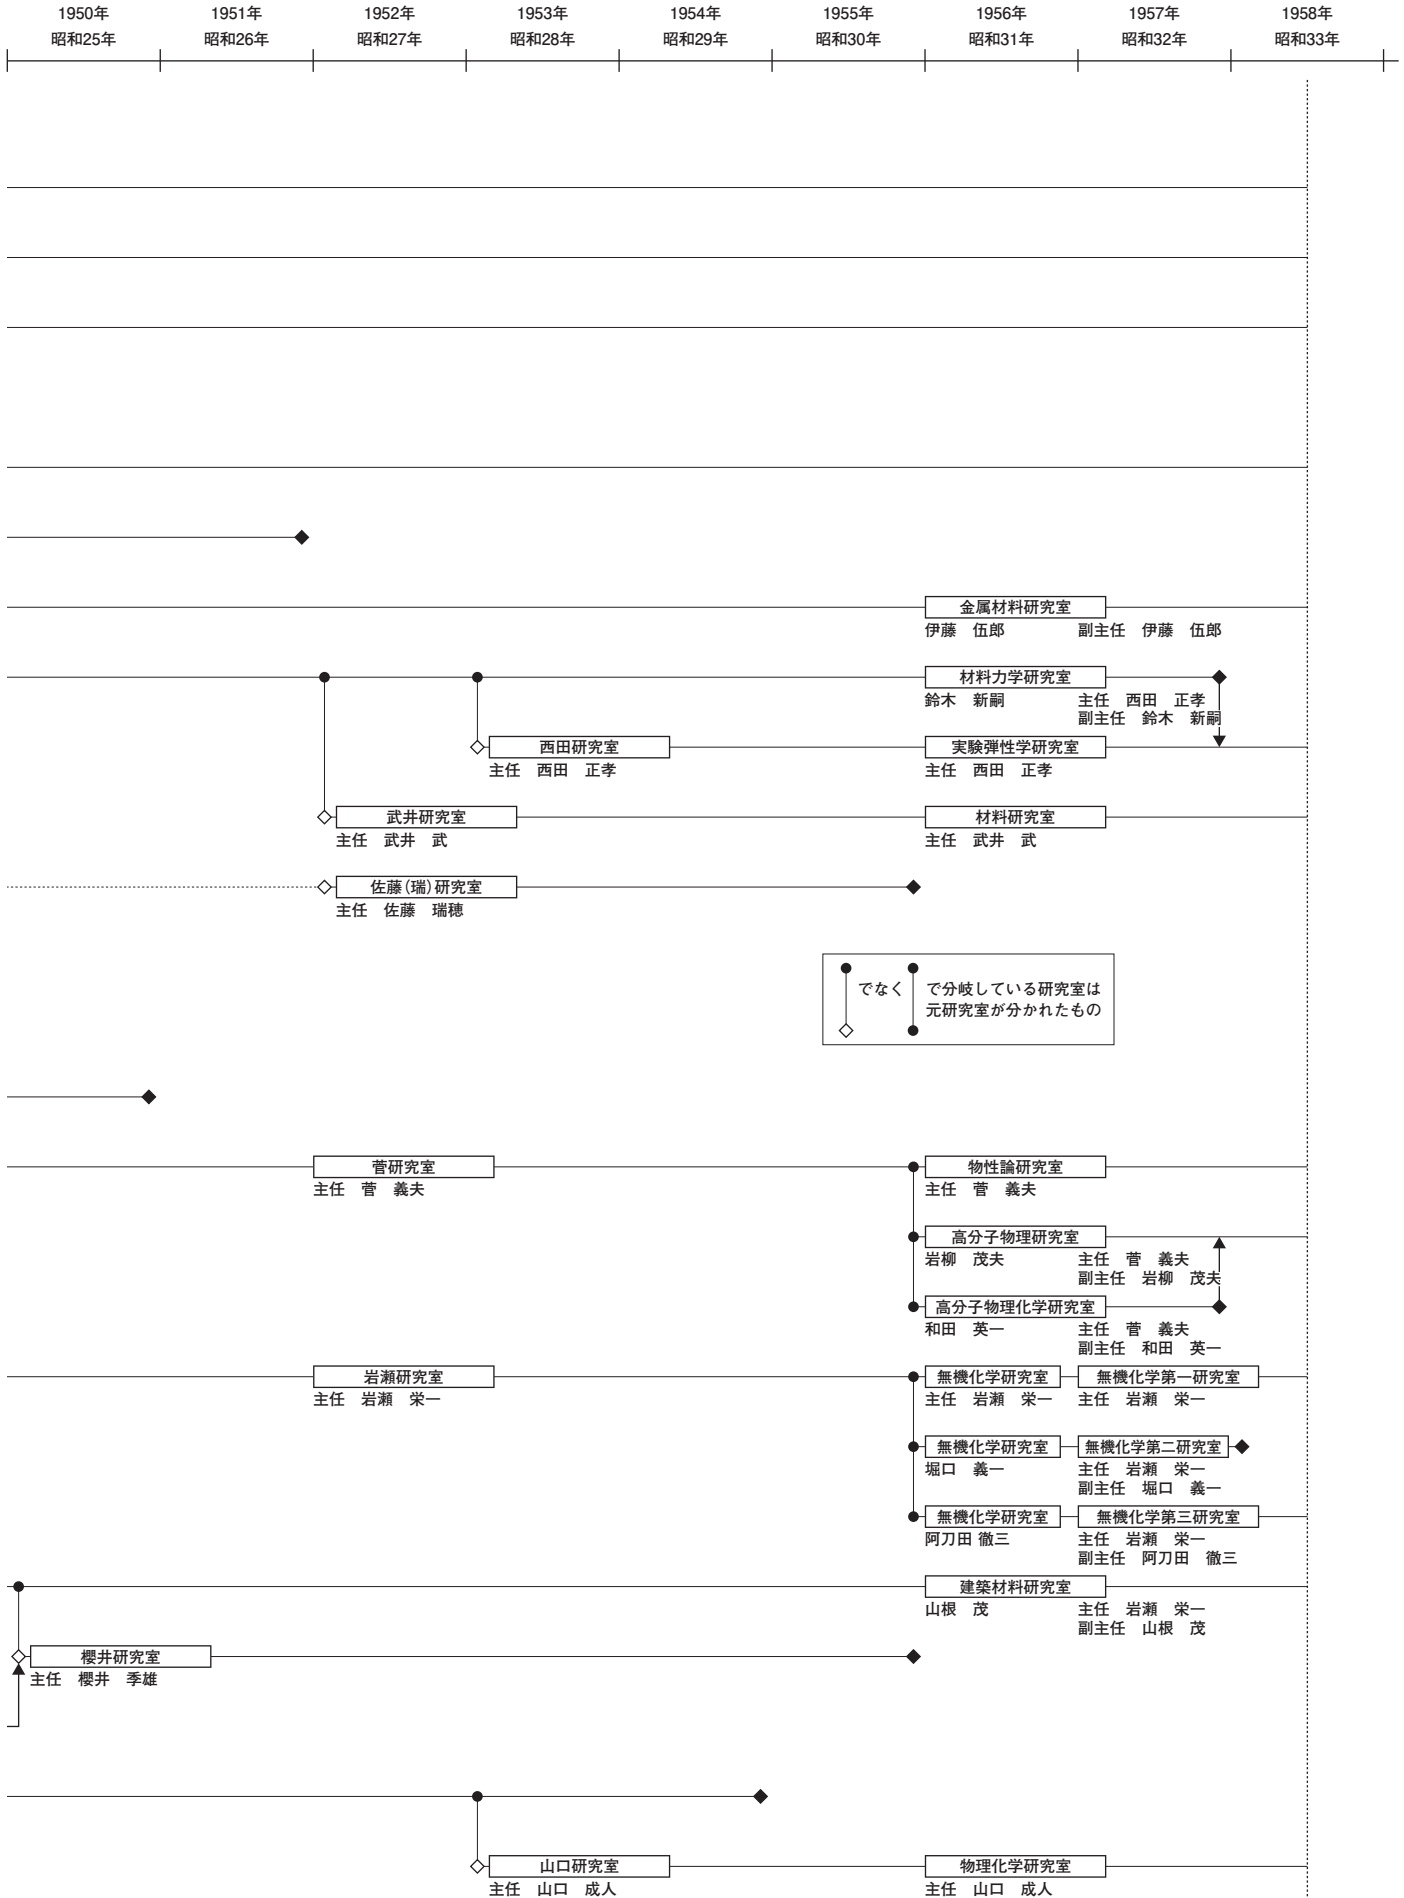 1950年 1951年 1952年 1953年 1954年 1955年 1956年 1957年 1958年
昭和25年 昭和26年 昭和27年 昭和28年 昭和29年 昭和30年 昭和31年 昭和32年 昭和33年
金属材料研究室
伊藤　伍郎 副主任　伊藤　伍郎
材料力学研究室
鈴木　新嗣 主任　西田　正孝
副主任　鈴木　新嗣
西田研究室 実験弾性学研究室
主任　西田　正孝 主任　西田　正孝
武井研究室 材料研究室
主任　武井　武 主任　武井　武
佐藤(瑞)研究室
主任　佐藤　瑞穂
でなく で分岐している研究室は
元研究室が分かれたもの
菅研究室 物性論研究室
主任　菅　義夫 主任　菅　義夫
高分子物理研究室
岩柳　茂夫 主任　菅　義夫
副主任　岩柳　茂夫
高分子物理化学研究室
和田　英一 主任　菅　義夫
副主任　和田　英一
岩瀬研究室 無機化学研究室 無機化学第一研究室
主任　岩瀬　栄一 主任　岩瀬　栄一 主任　岩瀬　栄一
無機化学研究室 無機化学第二研究室
堀口　義一 主任　岩瀬　栄一
副主任　堀口　義一
無機化学研究室 無機化学第三研究室
阿刀田 徹三 主任　岩瀬　栄一
副主任　阿刀田　徹三
建築材料研究室
山根　茂 主任　岩瀬　栄一
副主任　山根　茂
櫻井研究室
主任　櫻井　季雄
山口研究室 物理化学研究室
主任　山口　成人 主任　山口　成人